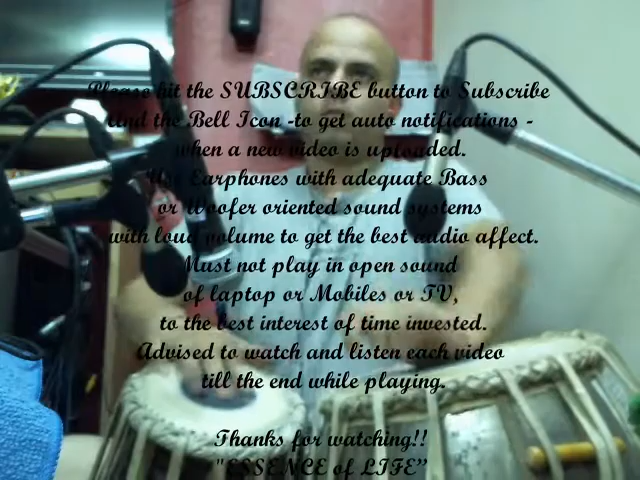 Please hit the SUBSCRIBE button to Subscribe
And the Bell Icon -to get auto notifications -
when a new video is uploaded.
Use Earphones with adequate Bass
or Woofer oriented sound systems
with loud volume to get the best audio affect.
Must not play in open sound
of laptop or Mobiles or TV,
to the best interest of time invested.
Advised to watch and listen each video
till the end while playing.
Thanks for watching!!
"ESSENCE of LIFE"